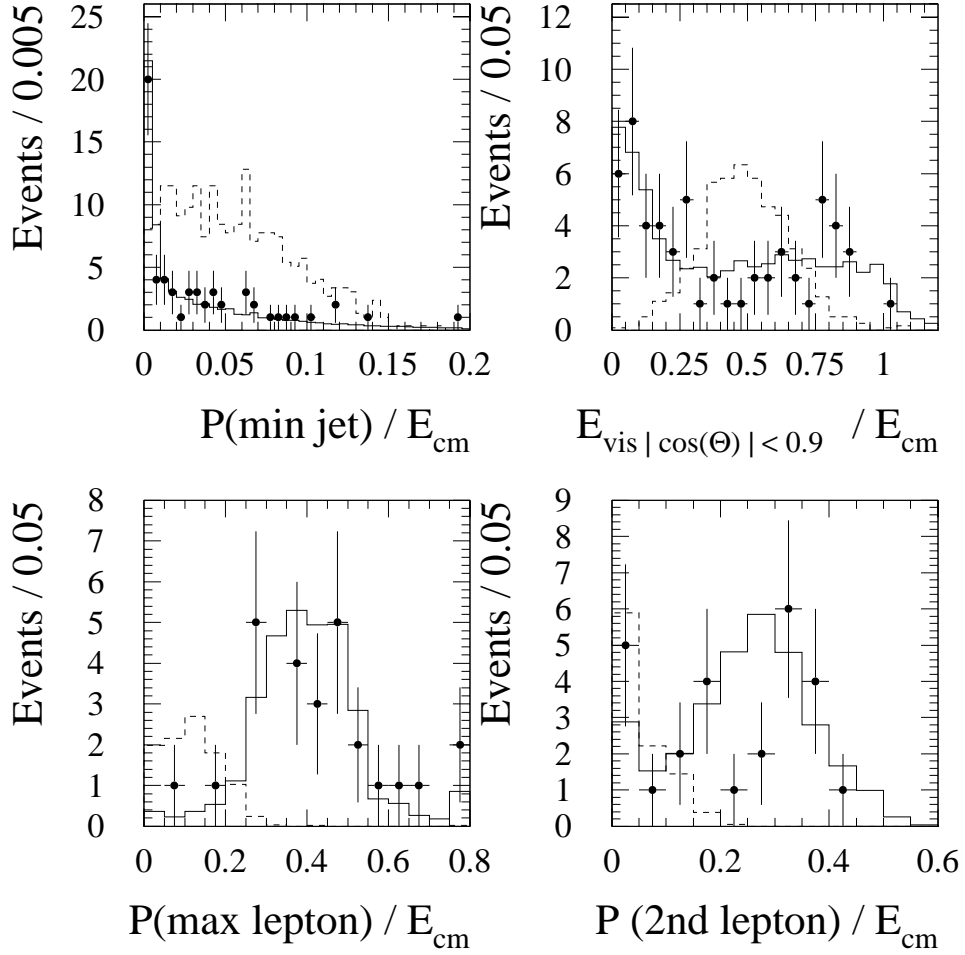 Events / 0.005
25
20
15
10
5
0
0 0.05 0.1 0.15 0.2
P(min jet) / E_cm
Events / 0.05
12
10
8
6
4
2
0
0 0.25 0.5 0.75 1
E_vis | cos(Θ) | < 0.9 / E_cm
Events / 0.05
8
7
6
5
4
3
2
1
0
0 0.2 0.4 0.6 0.8
P(max lepton) / E_cm
Events / 0.05
9
8
7
6
5
4
3
2
1
0
0 0.2 0.4 0.6
P (2nd lepton) / E_cm